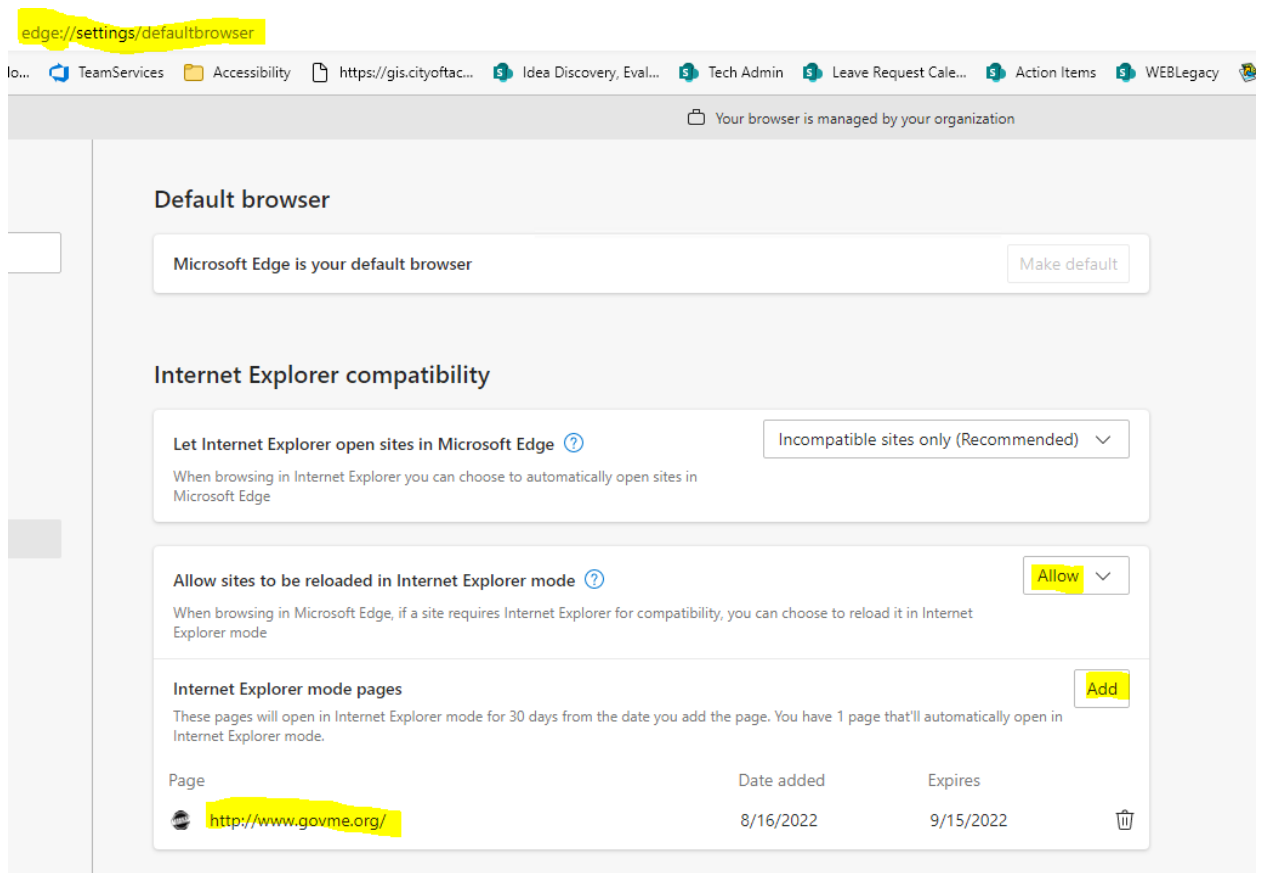 edge://settings/defaultbrowser
lo... TeamServices Accessibility https://gis.cityoftac... Idea Discovery, Eval... Tech Admin Leave Request Cale... Action Items WEBLegacy
Your browser is managed by your organization
Default browser
Microsoft Edge is your default browser Make default
Internet Explorer compatibility
Let Internet Explorer open sites in Microsoft Edge Incompatible sites only (Recommended)
When browsing in Internet Explorer you can choose to automatically open sites in
Microsoft Edge
Allow sites to be reloaded in Internet Explorer mode Allow
When browsing in Microsoft Edge, if a site requires Internet Explorer for compatibility, you can choose to reload it in Internet
Explorer mode
Internet Explorer mode pages Add
These pages will open in Internet Explorer mode for 30 days from the date you add the page. You have 1 page that'll automatically open in
Internet Explorer mode.
Page Date added Expires
http://www.govme.org/ 8/16/2022 9/15/2022